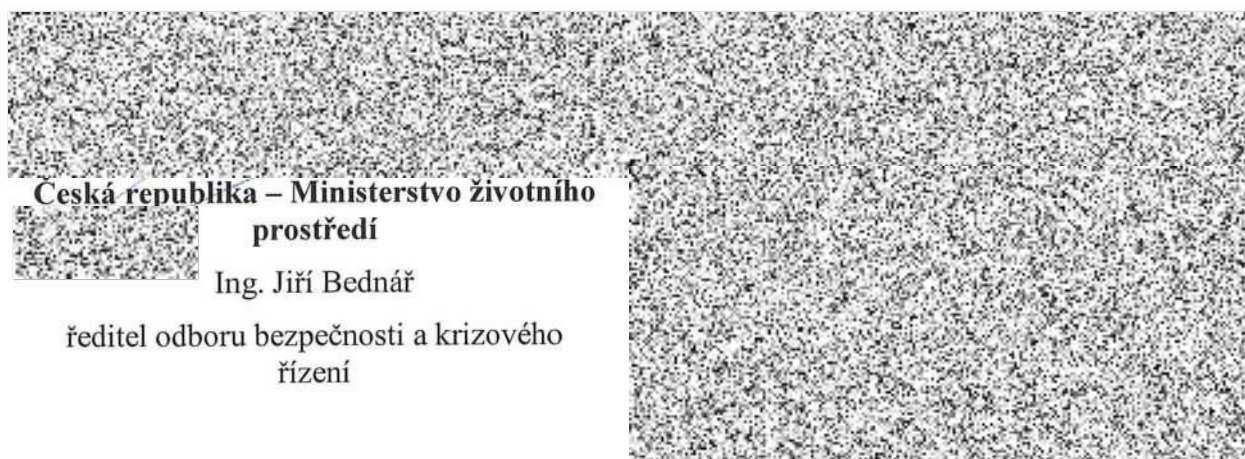 Česká republika – Ministerstvo životního
prostředí
Ing. Jiří Bednář
ředitel odboru bezpečnosti a krizového
řízení